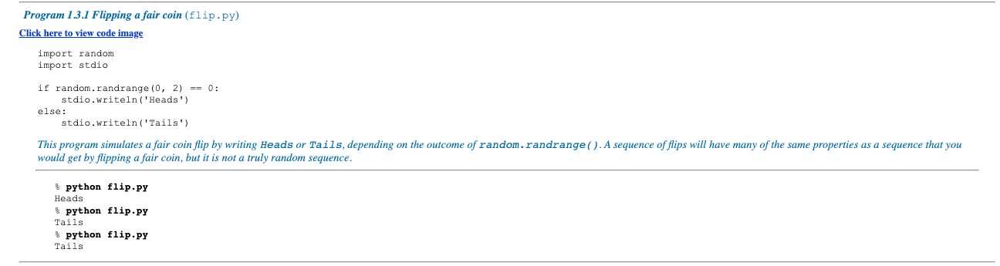 Program 1.3.1 Flipping a fair coin (flip.py)
Click here to view code image
import random
import stdio
if random.randrange(0, 2) == 0:
    stdio.writeln('Heads')
else:
    stdio.writeln('Tails')
This program simulates a fair coin flip by writing Heads or Tails, depending on the outcome of random.randrange(). A sequence of flips will have many of the same properties as a sequence that you
would get by flipping a fair coin, but it is not a truly random sequence.
% python flip.py
Heads
% python flip.py
Tails
% python flip.py
Tails